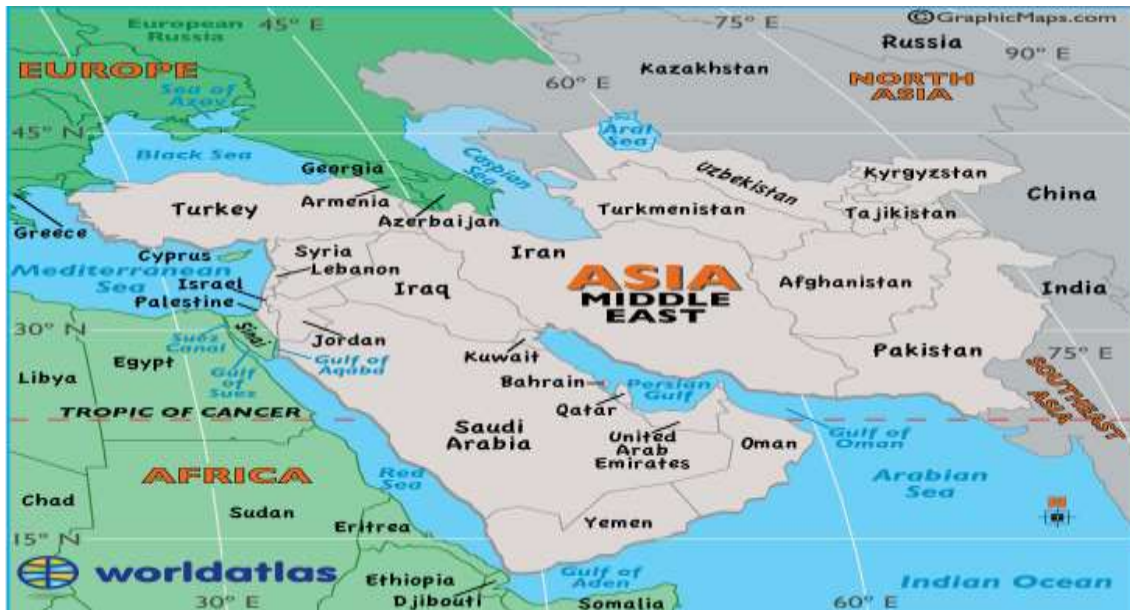 ©GraphicMaps.com
European
Russia
45° E
75° E
Russia
90° E
EUROPE
Kazakhstan
60° E
NORTH
ASIA
Sea of
Azov
45° N
Aral
Sea
Black Sea
Georgia
Caspian
Sea
Uzbekistan
Kyrgyzstan
China
Armenia
Turkey
Azerbaijan
Turkmenistan
Tajikistan
Greece
Cyprus
Syria
Iran
Lebanon
Mediterranean
Sea
ASIA
MIDDLE
EAST
Afghanistan
Israel
Iraq
India
Palestine
30° N
Sinai
Suez
Canal
Jordan
Gulf of
Aqaba
Kuwait
Pakistan
75° E
Egypt
Libya
Gulf
of
Suez
Bahrain
Persian
Gulf
SOUTHEAST
ASIA
Qatar
TROPIC OF CANCER
Saudi
Arabia
United
Arab
Emirates
Oman
Gulf of
Oman
AFRICA
Red
Sea
Arabian
Sea
Chad
Sudan
Eritrea
Yemen
N
15° N
worldatlas
Ethiopia
Gulf of
Aden
Indian Ocean
30° E
Djibouti
Somalia
60° E